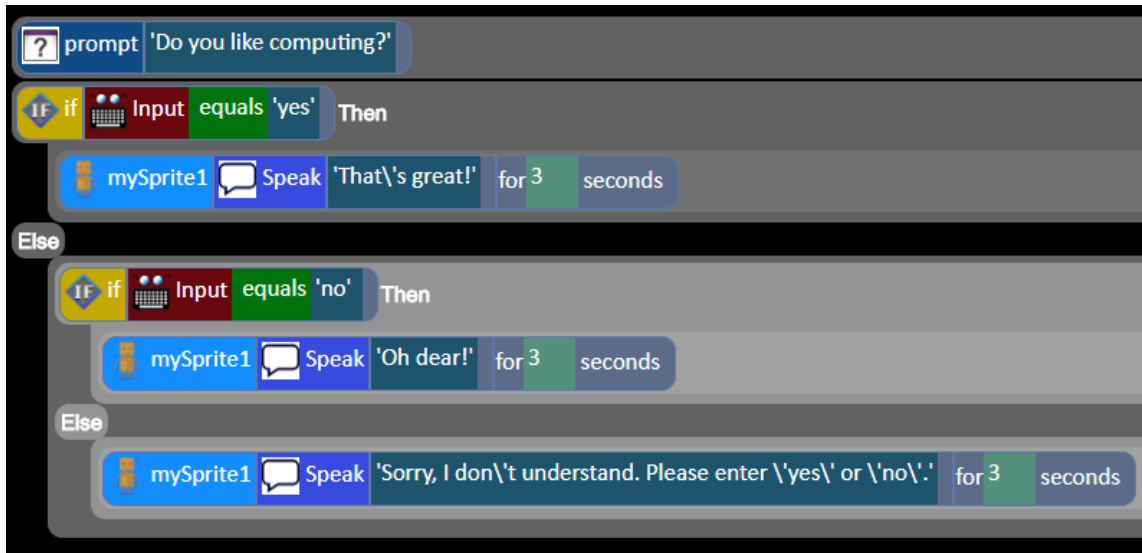 ? prompt 'Do you like computing?'
IF if Input equals 'yes' Then
mySprite1 Speak 'That\'s great!' for 3 seconds
Else
IF if Input equals 'no' Then
mySprite1 Speak 'Oh dear!' for 3 seconds
Else
mySprite1 Speak 'Sorry, I don\'t understand. Please enter \'yes\' or \'no\'.' for 3 seconds